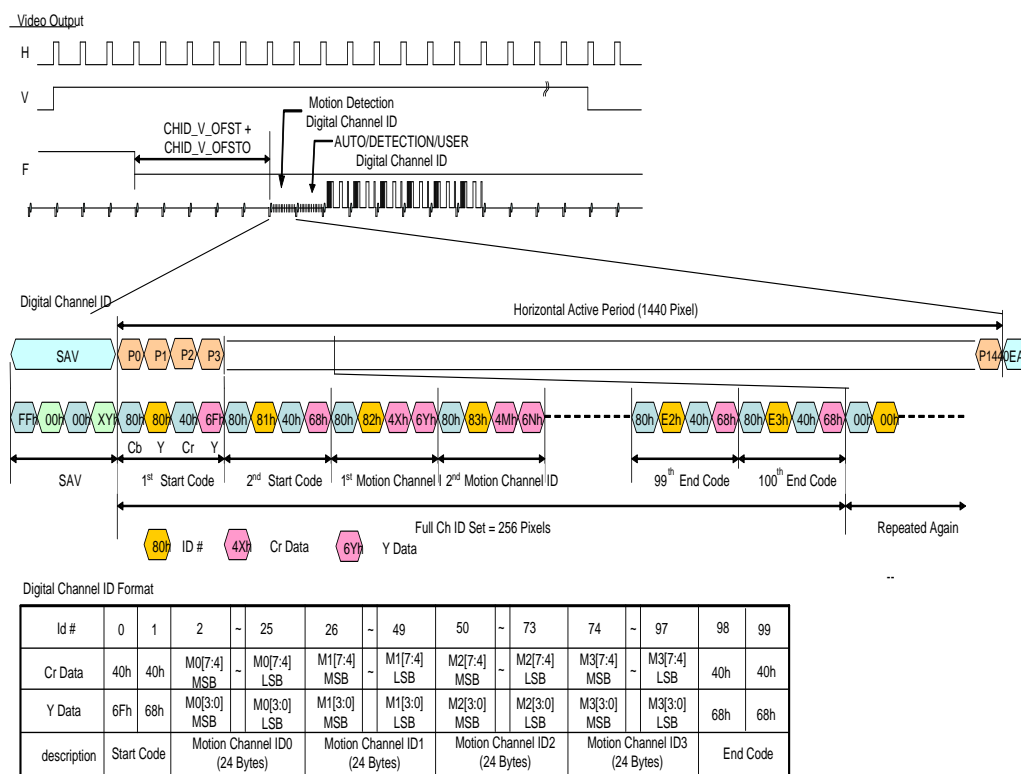 Video Output
H
V
Motion Detection
Digital Channel ID
CHID_V_OFST +
CHID_V_OFSTO
AUTO/DETECTION/USER
Digital Channel ID
F
Digital Channel ID
Horizontal Active Period (1440 Pixel)
SAV P0 P1 P2 P3 P1440 EA
FFh 00h 00h XYh 80h 80h 40h 6Fh 80h 81h 40h 68h 80h 82h 4Xh 6Yh 80h 83h 4Mh 6Nh 80h E2h 40h 68h 80h E3h 40h 68h 00h 00h
Cb Y Cr Y
SAV 1st Start Code 2nd Start Code 1st Motion Channel I 2nd Motion Channel ID 99th End Code 100th End Code
Full Ch ID Set = 256 Pixels Repeated Again
80h ID # 4Xh Cr Data 6Yh Y Data
--
Digital Channel ID Format
Id # 0 1 2 ~ 25 26 ~ 49 50 ~ 73 74 ~ 97 98 99
Cr Data 40h 40h M0[7:4] MSB ~ M0[7:4] LSB M1[7:4] MSB ~ M1[7:4] LSB M2[7:4] MSB ~ M2[7:4] LSB M3[7:4] MSB ~ M3[7:4] LSB 40h 40h
Y Data 6Fh 68h M0[3:0] MSB M0[3:0] LSB M1[3:0] MSB M1[3:0] LSB M2[3:0] MSB M2[3:0] LSB M3[3:0] MSB M3[3:0] LSB 68h 68h
description Start Code Motion Channel ID0 (24 Bytes) Motion Channel ID1 (24 Bytes) Motion Channel ID2 (24 Bytes) Motion Channel ID3 (24 Bytes) End Code